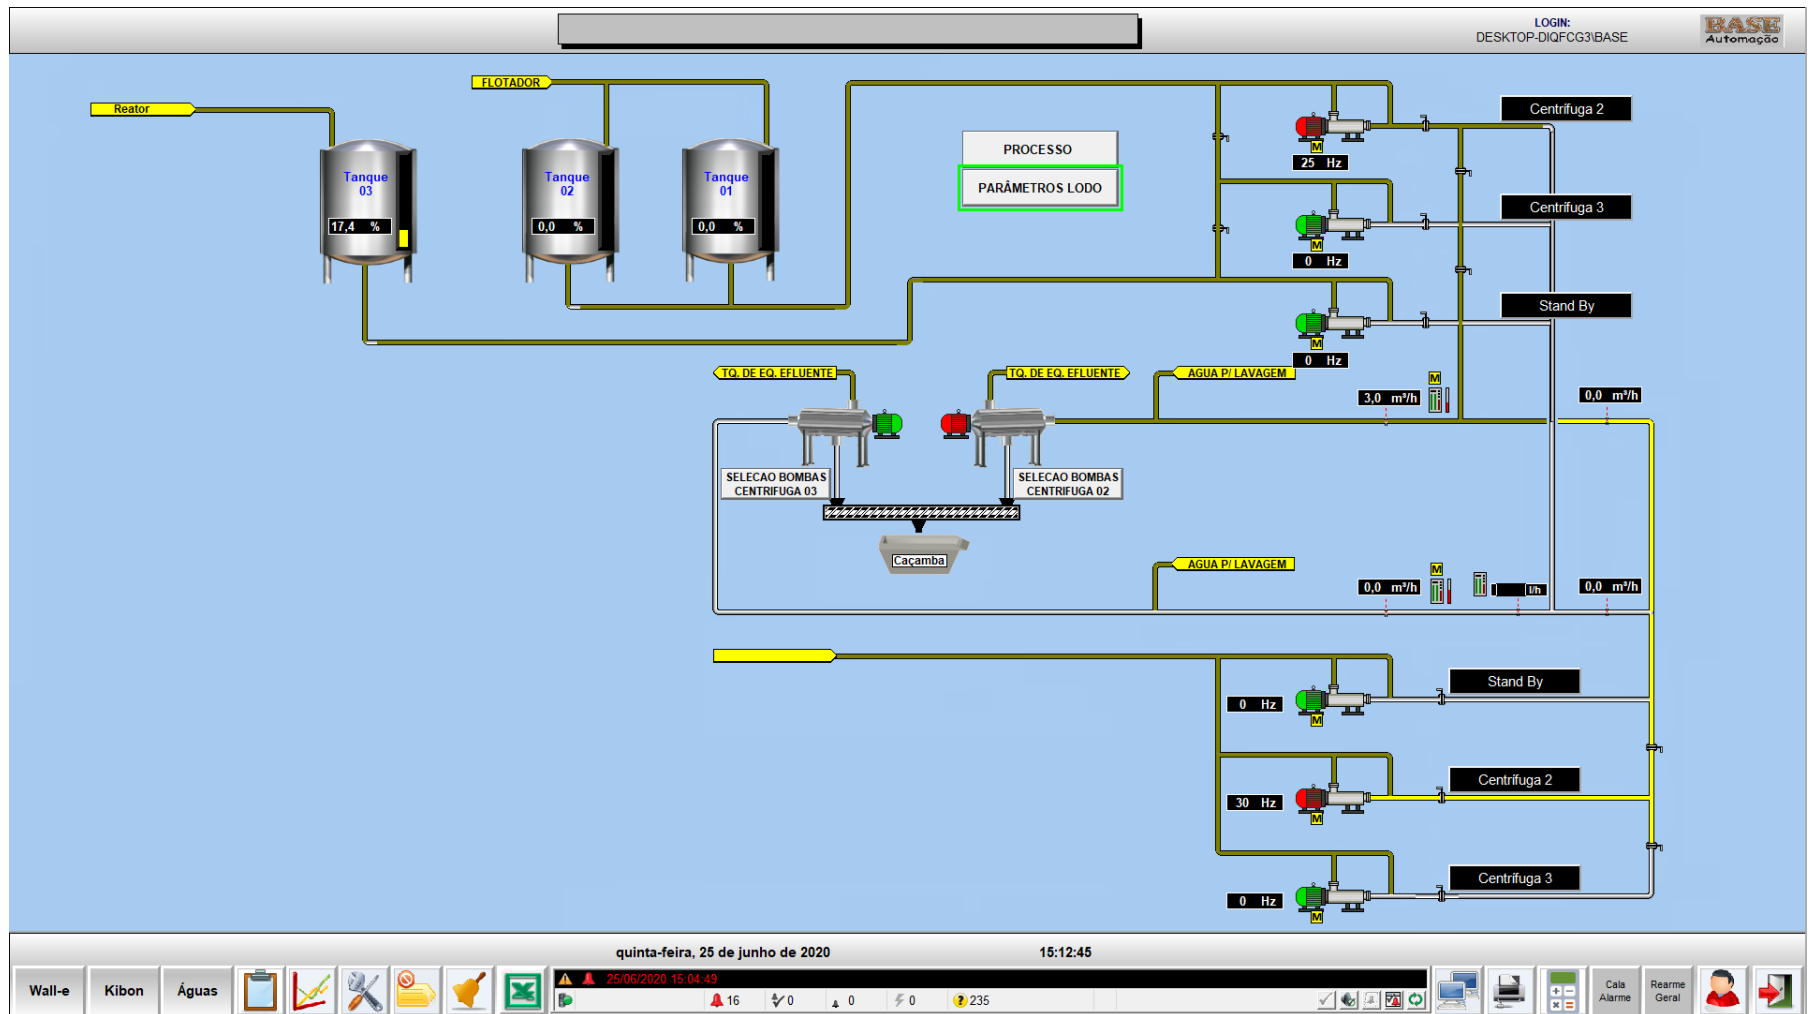 LOGIN:
DESKTOP-DIQFCG3\BASE
BASE
Automação
FLOTADOR
Reator
Centrífuga 2
PROCESSO
PARÂMETROS LODO
M
25 Hz
Tanque
03
17,4 %
Tanque
02
0,0 %
Tanque
01
0,0 %
Centrífuga 3
M
0 Hz
Stand By
M
0 Hz
TQ. DE EQ. EFLUENTE
TQ. DE EQ. EFLUENTE
AGUA P/ LAVAGEM
M
3,0 m³/h
0,0 m³/h
SELECAO BOMBAS
CENTRIFUGA 03
SELECAO BOMBAS
CENTRIFUGA 02
Caçamba
AGUA P/ LAVAGEM
M
0,0 m³/h
l/h
0,0 m³/h
Stand By
0 Hz
M
Centrífuga 2
30 Hz
M
Centrífuga 3
0 Hz
M
quinta-feira, 25 de junho de 2020
15:12:45
Wall-e
Kibon
Águas
25/06/2020 15:04:49
16
0
0
0
235
Cala
Alarme
Rearme
Geral